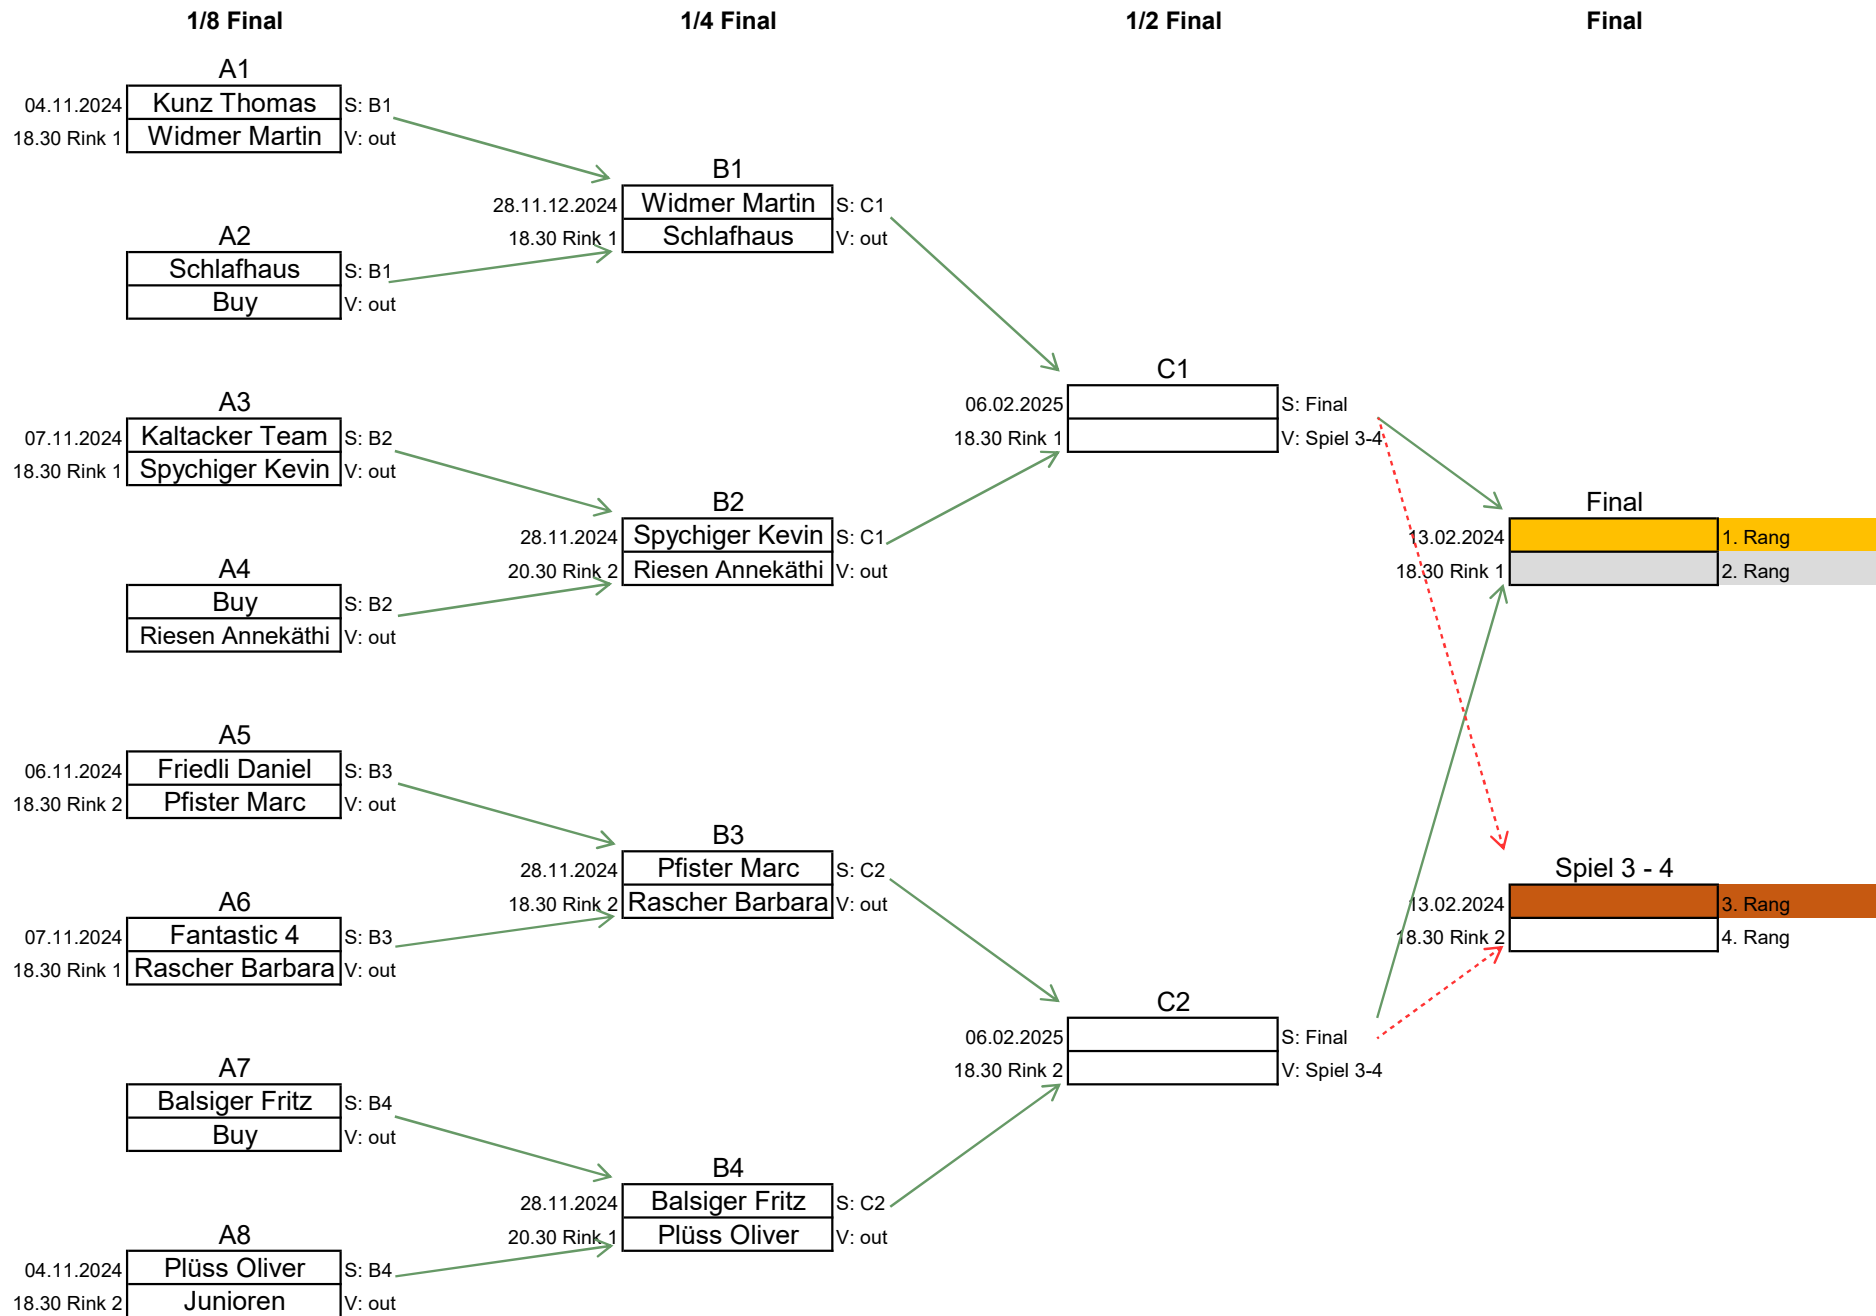 1/8 Final
1/4 Final
1/2 Final
Final
A1
04.11.2024 Kunz Thomas S: B1
18.30 Rink 1 Widmer Martin V: out
A2
Schlafhaus S: B1
Buy V: out
A3
07.11.2024 Kaltacker Team S: B2
18.30 Rink 1 Spychiger Kevin V: out
A4
Buy S: B2
Riesen Annekäthi V: out
A5
06.11.2024 Friedli Daniel S: B3
18.30 Rink 2 Pfister Marc V: out
A6
07.11.2024 Fantastic 4 S: B3
18.30 Rink 1 Rascher Barbara V: out
A7
Balsiger Fritz S: B4
Buy V: out
A8
04.11.2024 Plüss Oliver S: B4
18.30 Rink 2 Junioren V: out
B1
28.11.12.2024 Widmer Martin S: C1
18.30 Rink 1 Schlafhaus V: out
B2
28.11.2024 Spychiger Kevin S: C1
20.30 Rink 2 Riesen Annekäthi V: out
B3
28.11.2024 Pfister Marc S: C2
18.30 Rink 2 Rascher Barbara V: out
B4
28.11.2024 Balsiger Fritz S: C2
20.30 Rink 1 Plüss Oliver V: out
C1
06.02.2025 S: Final
18.30 Rink 1 V: Spiel 3-4
C2
06.02.2025 S: Final
18.30 Rink 2 V: Spiel 3-4
Final
13.02.2024 1. Rang
18.30 Rink 1 2. Rang
Spiel 3 - 4
13.02.2024 3. Rang
18.30 Rink 2 4. Rang